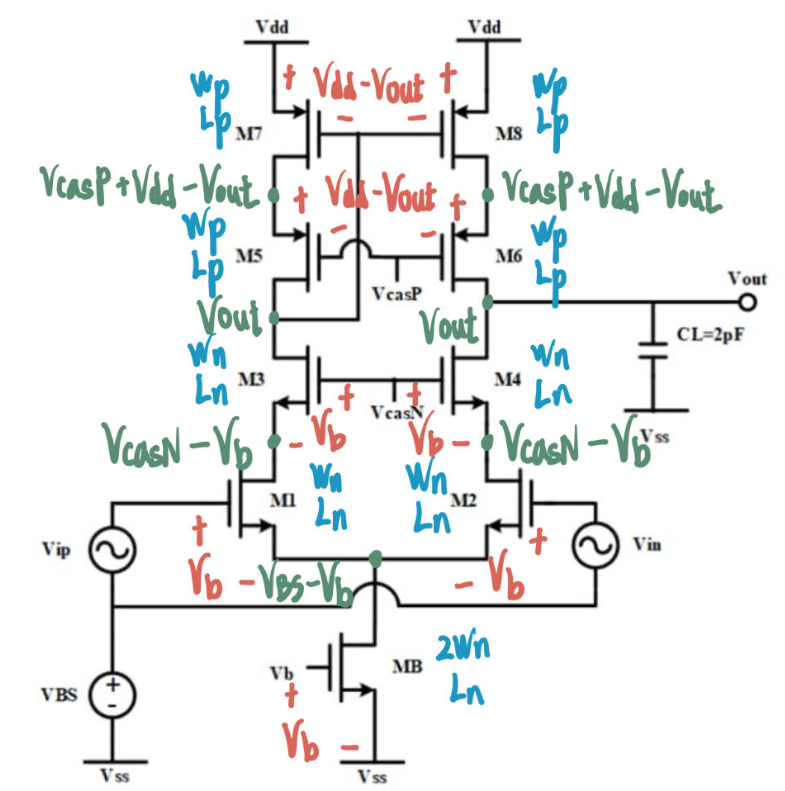 Vdd Vdd
+ Vdd-Vout +
Wp Wp
Lp Lp
- -
M7 M8
VcasP+Vdd-Vout VcasP+Vdd-Vout
+ Vdd-Vout +
- -
Wp Wp
Lp Lp
M5 M6
VcasP
Vout
Vout Vout
CL=2pF
Wn Wn
Ln Ln
M3 M4
+ +
VcasN
Vss
VcasN-Vb - Vb Vb - VcasN-Vb
Wn Wn
Ln Ln
M1 M2
+ +
Vip Vin
Vb - VBS-Vb - Vb
2Wn
Ln
Vb MB
+
VBS + -
Vb -
Vss Vss